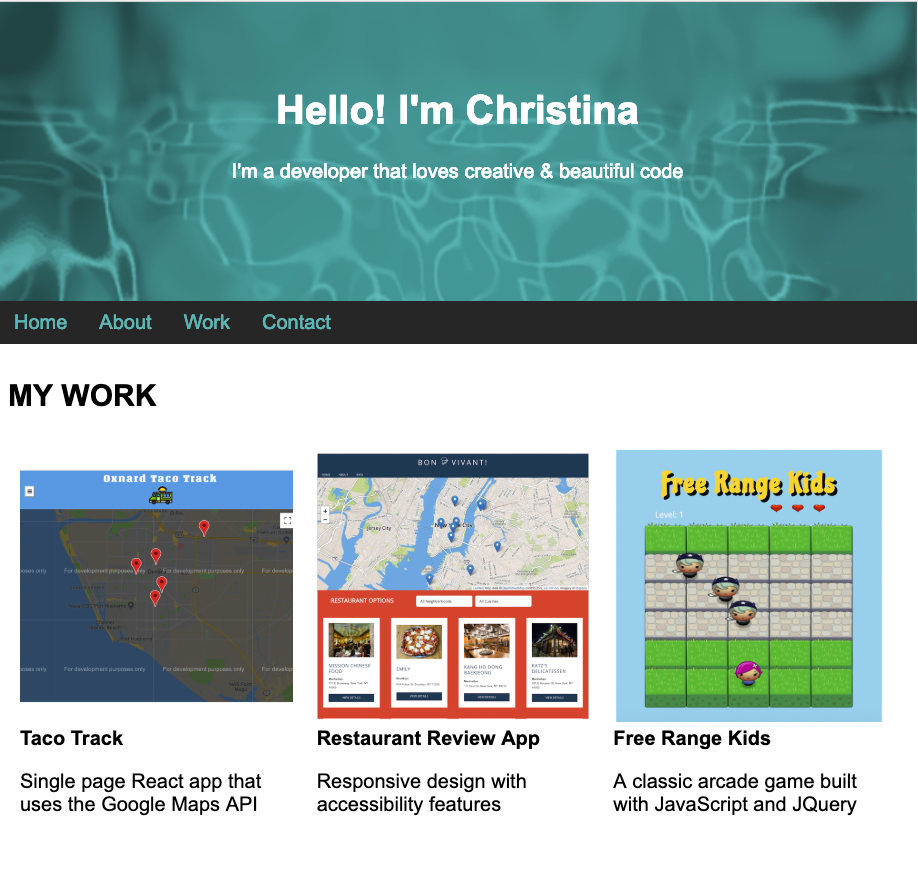 Hello! I'm Christina
I'm a developer that loves creative & beautiful code
Home About Work Contact
MY WORK
Oxnard Taco Track
For development purposes only
For development purposes only
For development purposes only
BON VIVANT!
Jersey City
RESTAURANT OPTIONS
All Neighborhoods
All Cuisines
MISSION CHINESE FOOD
EMILY
KANG HO DONG BAEKJEONG
KATZ'S DELICATESSEN
VIEW DETAILS
VIEW DETAILS
VIEW DETAILS
VIEW DETAILS
Free Range Kids
Level: 1
Taco Track
Single page React app that
uses the Google Maps API
Restaurant Review App
Responsive design with
accessibility features
Free Range Kids
A classic arcade game built
with JavaScript and JQuery